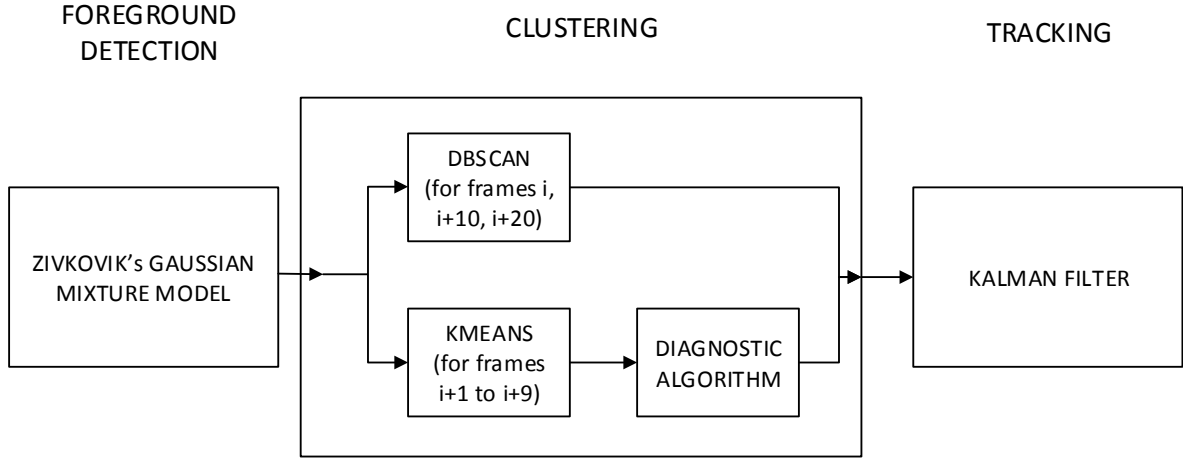 FOREGROUND
DETECTION
CLUSTERING
TRACKING
ZIVKOVIK's GAUSSIAN
MIXTURE MODEL
DBSCAN
(for frames i,
i+10, i+20)
KMEANS
(for frames
i+1 to i+9)
DIAGNOSTIC
ALGORITHM
KALMAN FILTER